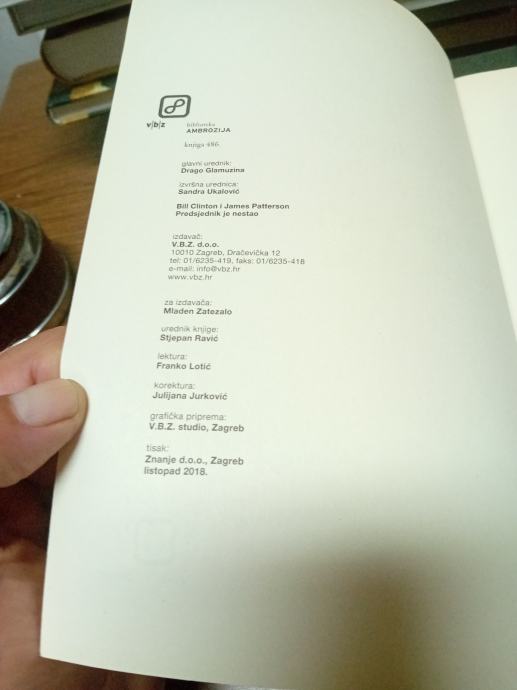 v|b|z
biblioteka
AMBROZIJA
knjiga 486.
glavni urednik:
Drago Glamuzina
izvršna urednica:
Sandra Ukalović
Bill Clinton i James Patterson
Predsjednik je nestao
izdavač:
V.B.Z. d.o.o.
10010 Zagreb, Dračevička 12
tel: 01/6235-419, faks: 01/6235-418
e-mail: info@vbz.hr
www.vbz.hr
za izdavača:
Mladen Zatezalo
urednik knjige:
Stjepan Ravić
lektura:
Franko Lotić
korektura:
Julijana Jurković
grafička priprema:
V.B.Z. studio, Zagreb
tisak:
Znanje d.o.o., Zagreb
listopad 2018.